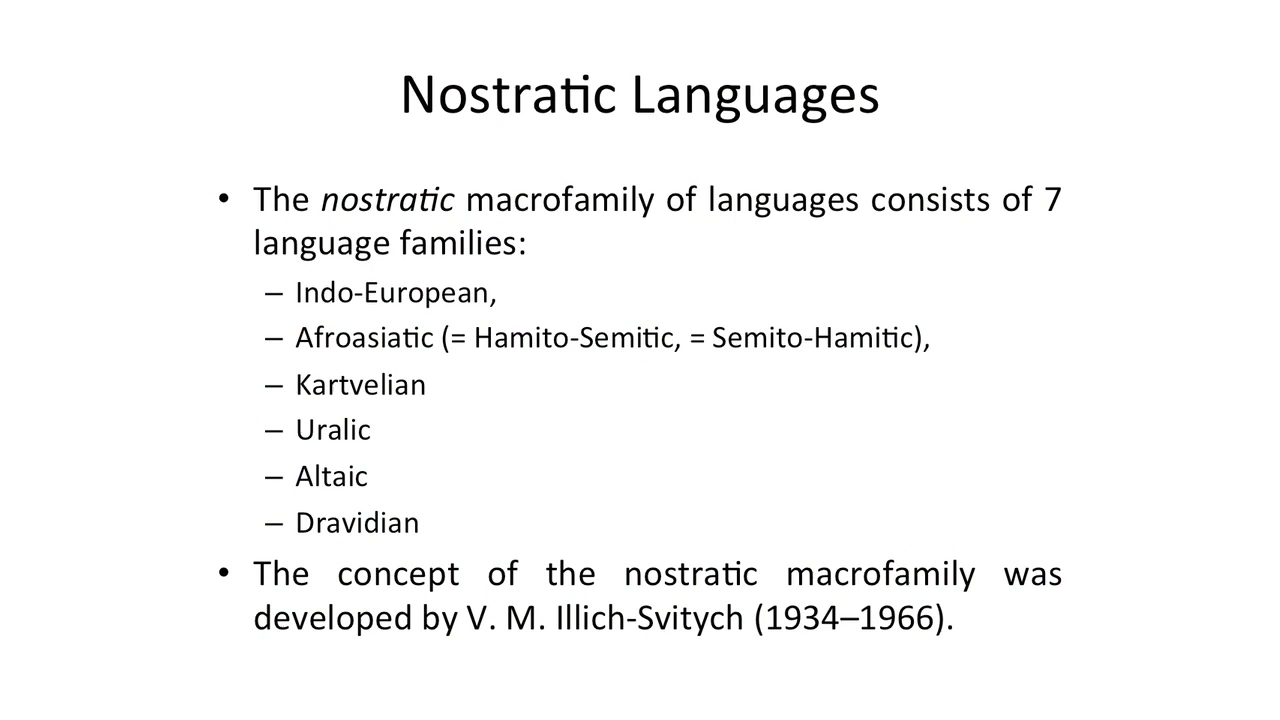 Nostratic Languages
• The nostratic macrofamily of languages consists of 7
language families:
– Indo-European,
– Afroasiatic (= Hamito-Semitic, = Semito-Hamitic),
– Kartvelian
– Uralic
– Altaic
– Dravidian
• The concept of the nostratic macrofamily was
developed by V. M. Illich-Svitych (1934–1966).